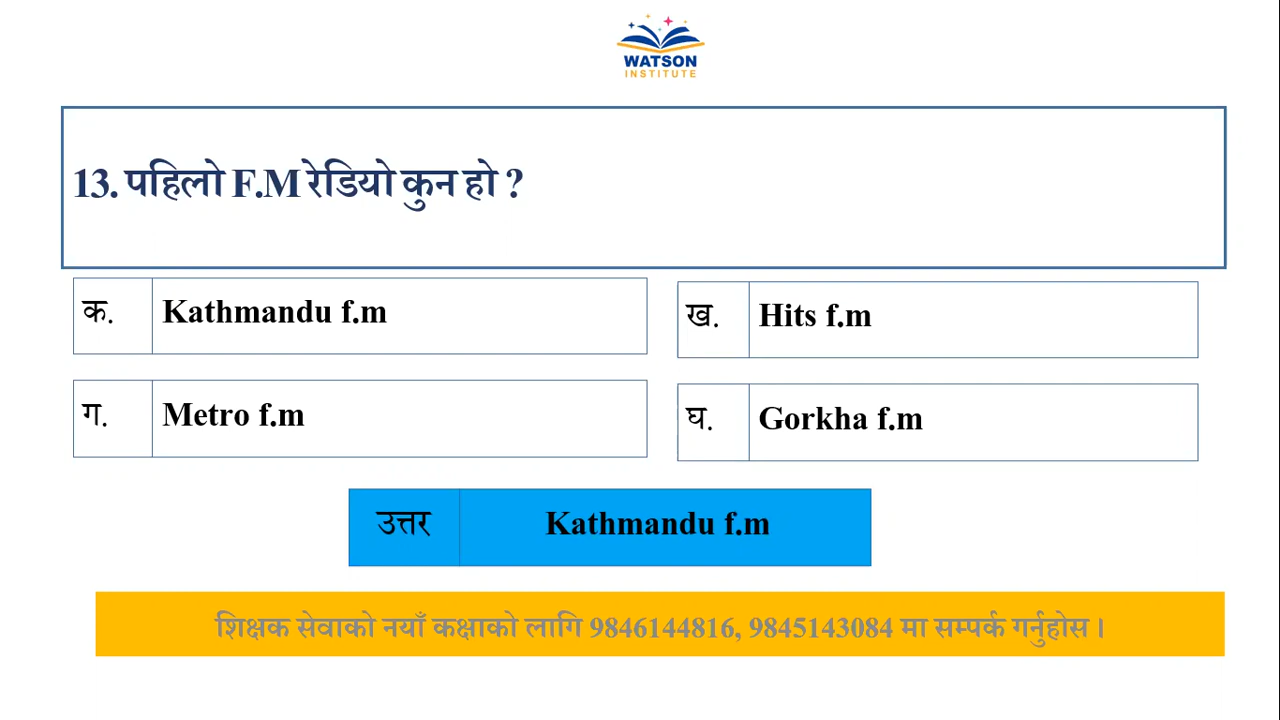 WATSON
INSTITUTE
13. पहिलो F.M रेडियो कुन हो ?
क. Kathmandu f.m
ख. Hits f.m
ग. Metro f.m
घ. Gorkha f.m
उत्तर Kathmandu f.m
शिक्षक सेवाको नयाँ कक्षाको लागि 9846144816, 9845143084 मा सम्पर्क गर्नुहोस ।